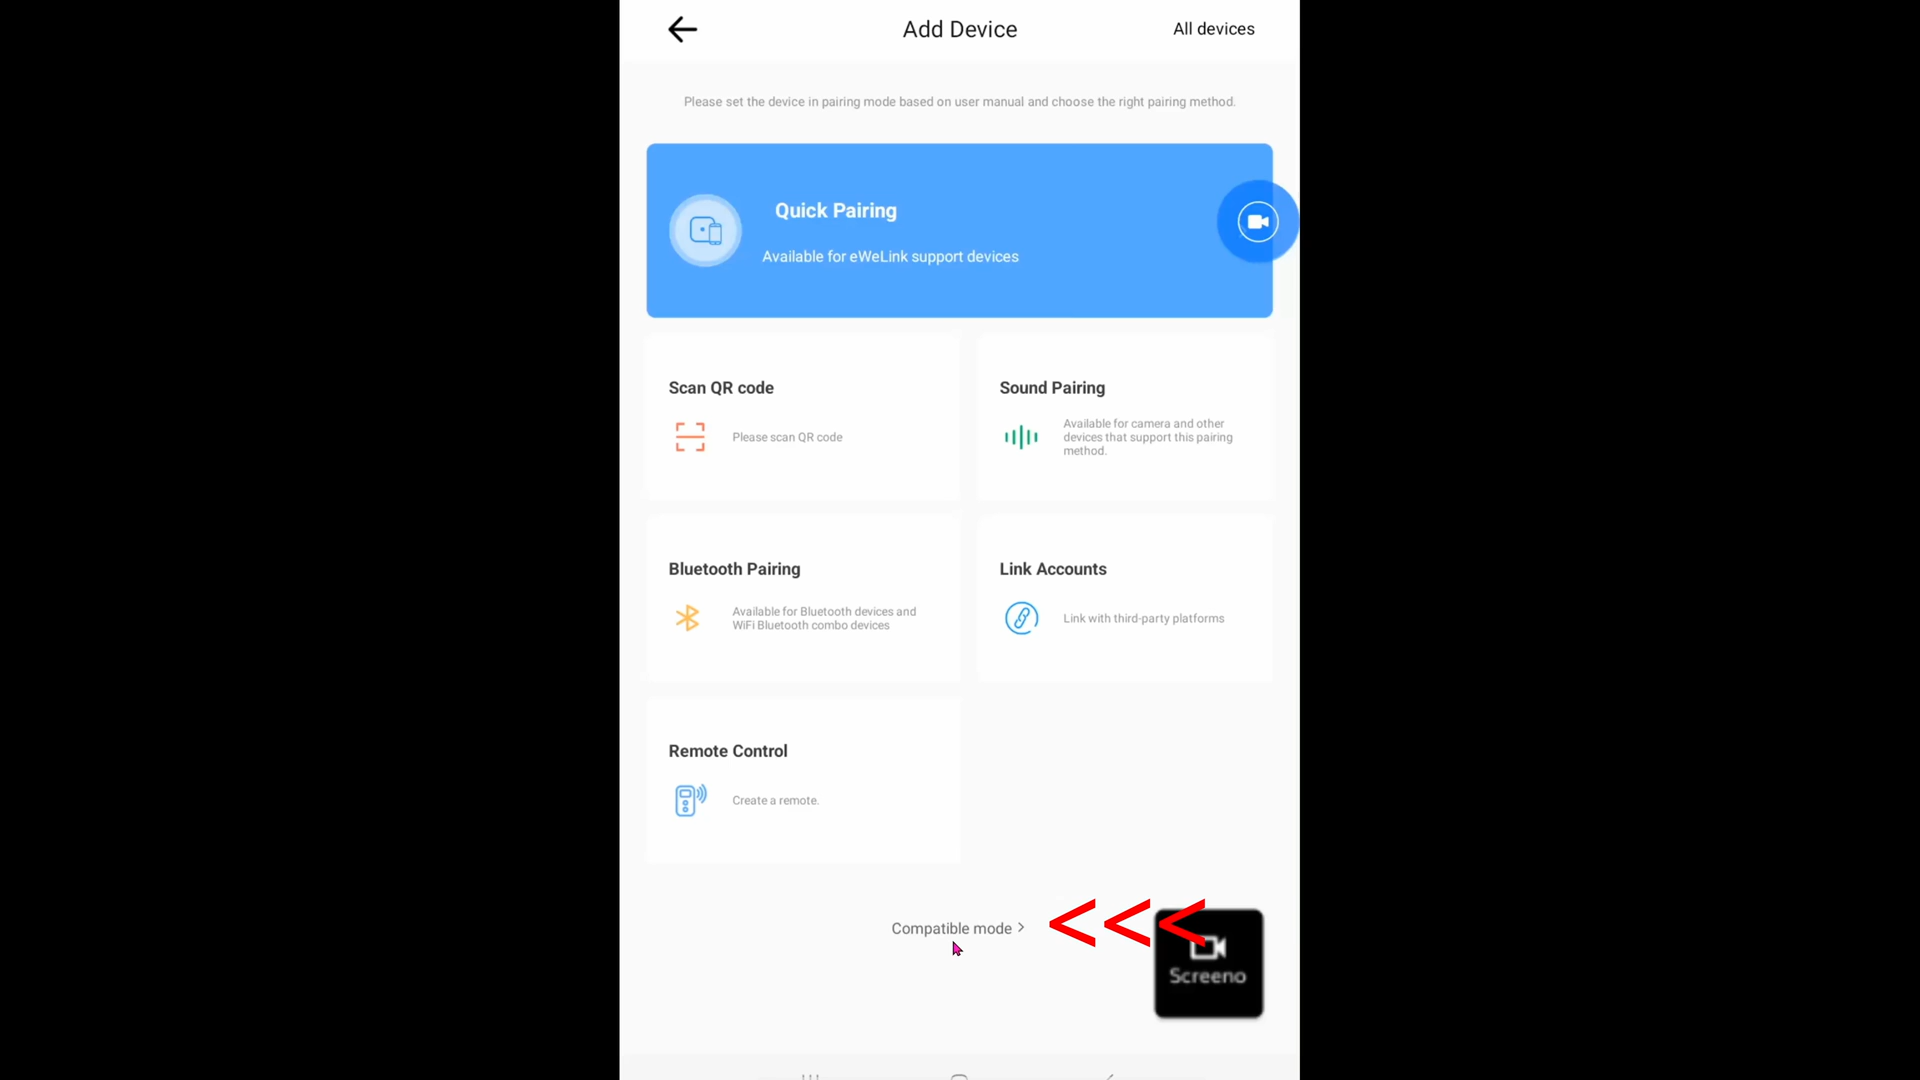 Add Device
All devices
Please set the device in pairing mode based on user manual and choose the right pairing method.
Quick Pairing
Available for eWeLink support devices
Scan QR code
Please scan QR code
Sound Pairing
Available for camera and other
devices that support this pairing
method.
Bluetooth Pairing
Available for Bluetooth devices and
WiFi Bluetooth combo devices
Link Accounts
Link with third-party platforms
Remote Control
Create a remote.
Compatible mode >
<<<
Screeno